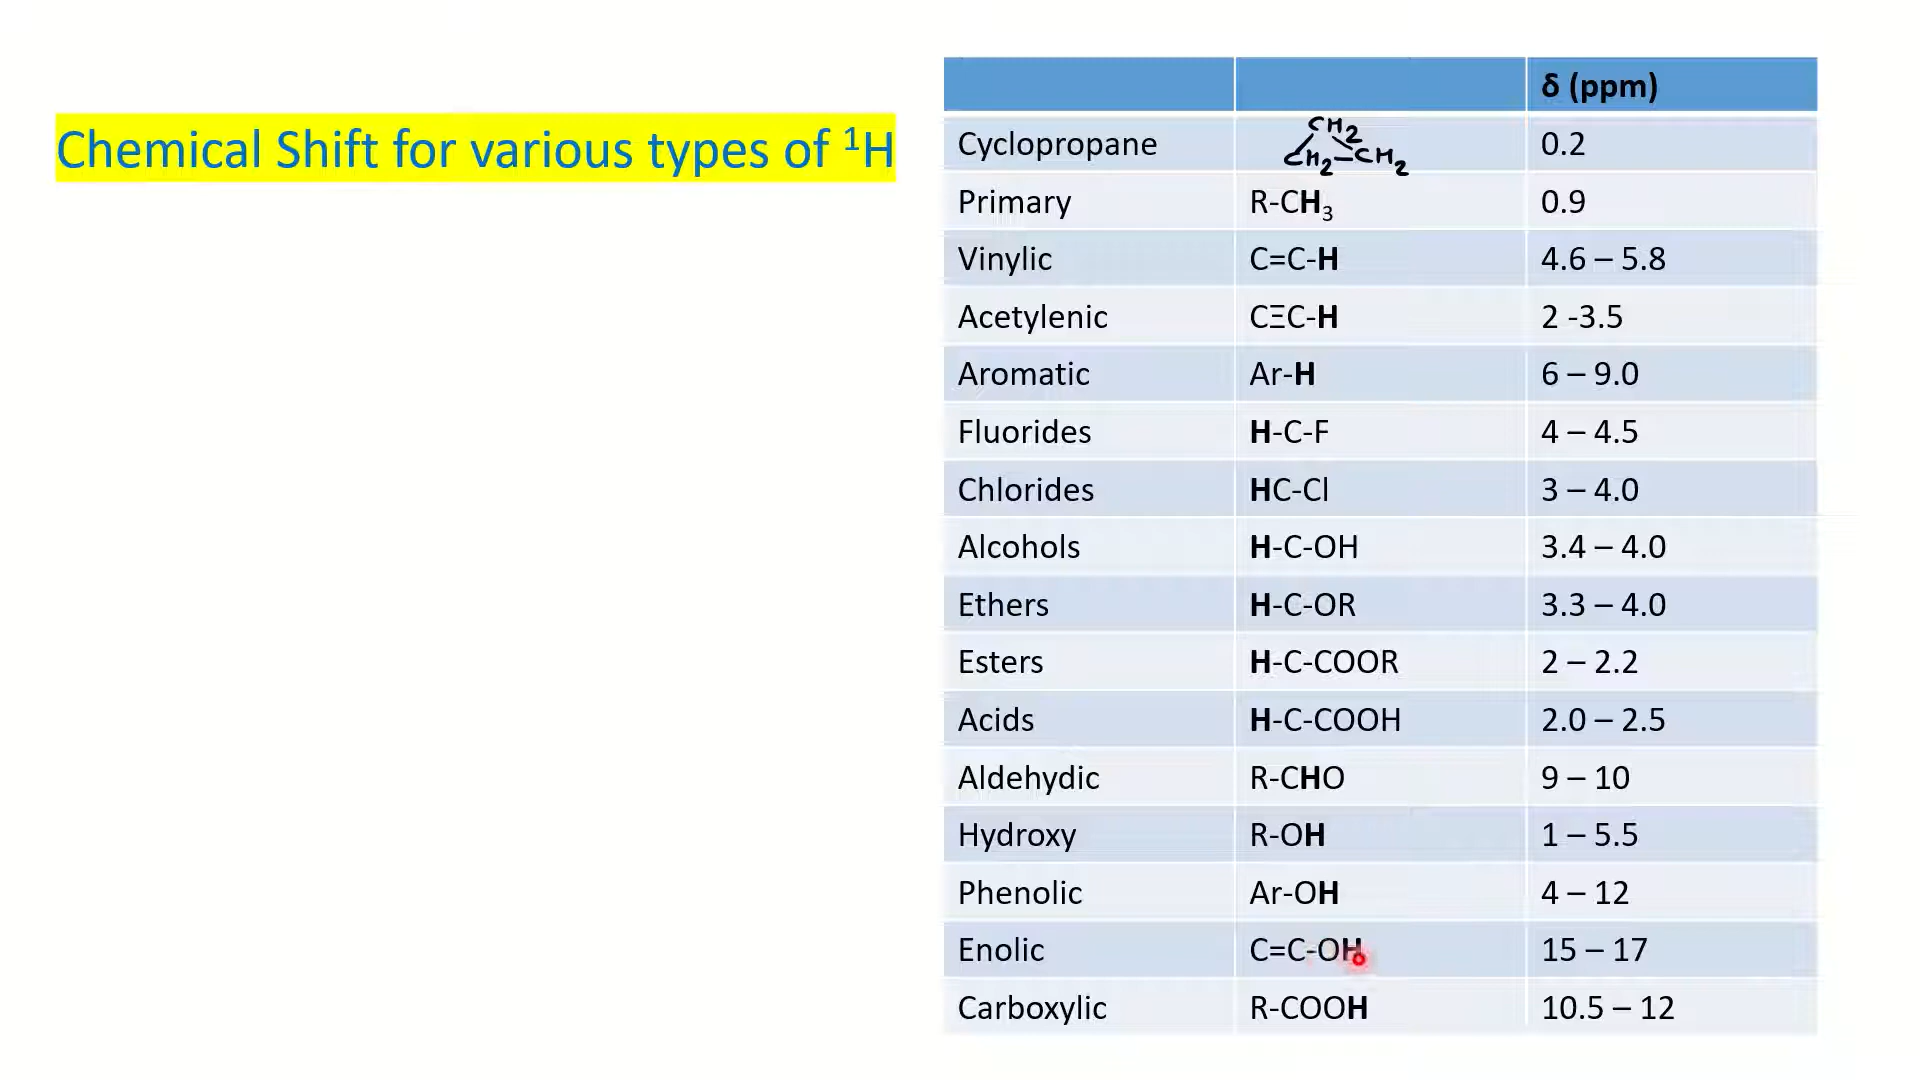 Chemical Shift for various types of ¹H
δ (ppm)
Cyclopropane CH2 CH2-CH2 0.2
Primary R-CH₃ 0.9
Vinylic C=C-H 4.6 – 5.8
Acetylenic CΞC-H 2 -3.5
Aromatic Ar-H 6 – 9.0
Fluorides H-C-F 4 – 4.5
Chlorides HC-Cl 3 – 4.0
Alcohols H-C-OH 3.4 – 4.0
Ethers H-C-OR 3.3 – 4.0
Esters H-C-COOR 2 – 2.2
Acids H-C-COOH 2.0 – 2.5
Aldehydic R-CHO 9 – 10
Hydroxy R-OH 1 – 5.5
Phenolic Ar-OH 4 – 12
Enolic C=C-OH 15 – 17
Carboxylic R-COOH 10.5 – 12